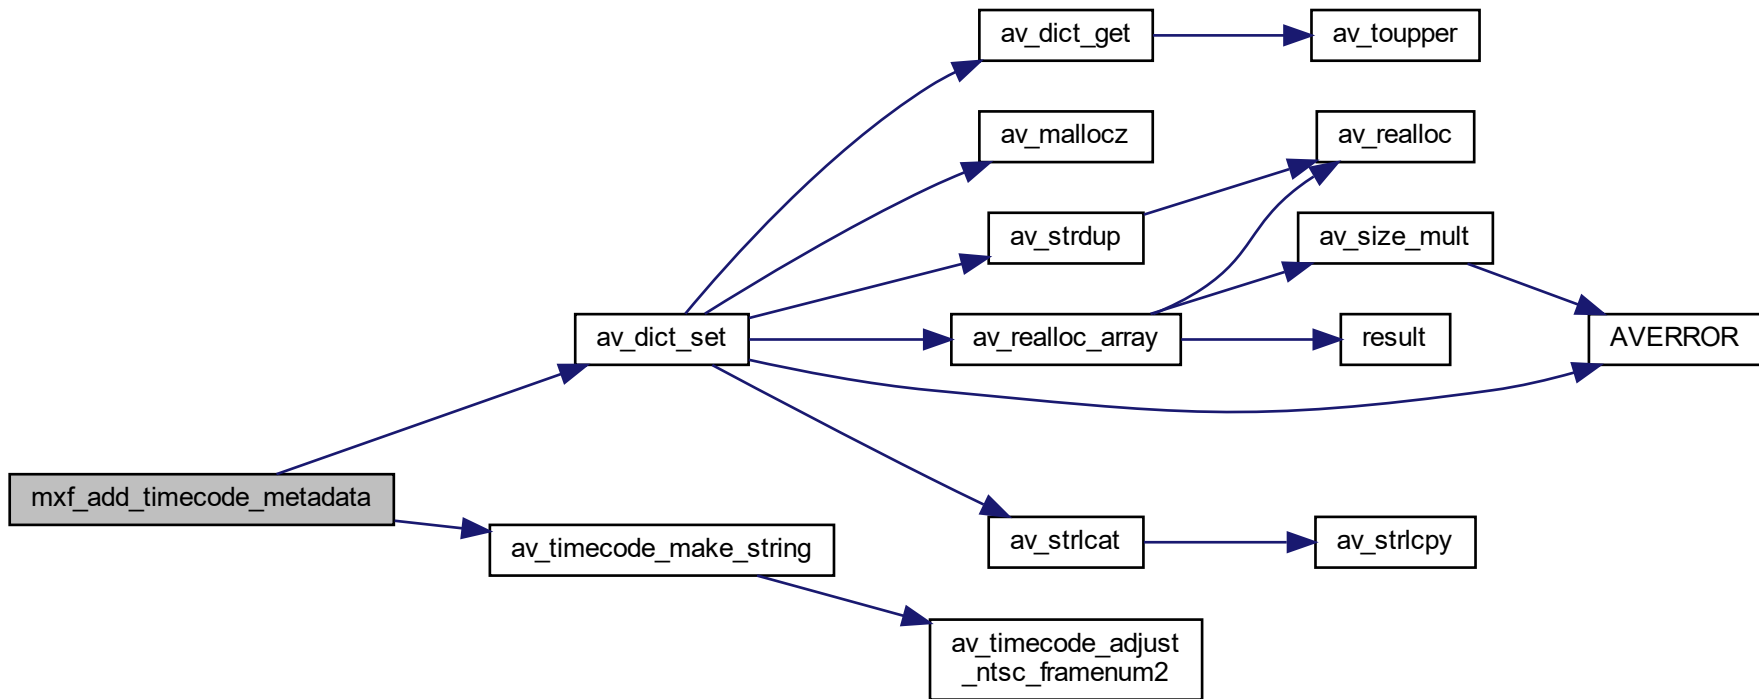 av_dict_get
av_toupper
av_mallocz
av_realloc
av_strdup
av_size_mult
av_dict_set
av_realloc_array
result
AVERROR
mxf_add_timecode_metadata
av_timecode_make_string
av_strlcat
av_strlcpy
av_timecode_adjust
_ntsc_framenum2